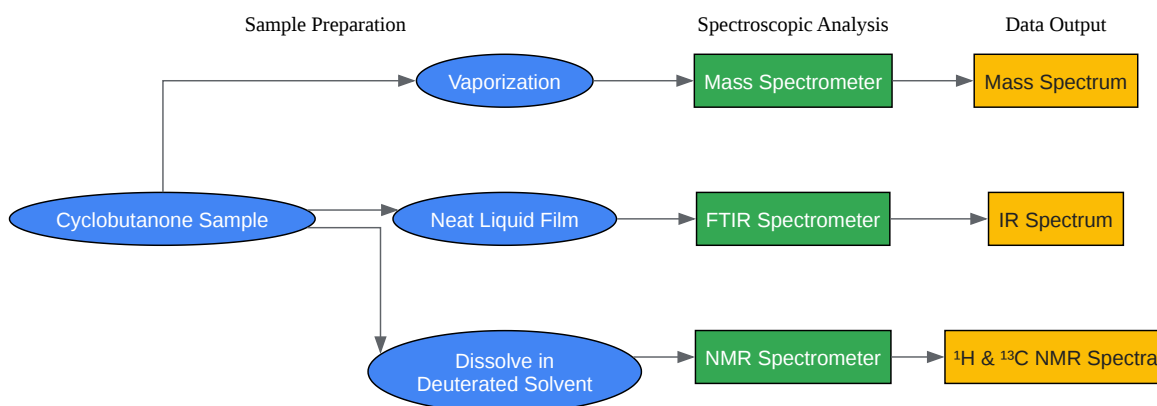 Sample Preparation
Spectroscopic Analysis
Data Output
Vaporization
Mass Spectrometer
Mass Spectrum
Cyclobutanone Sample
Neat Liquid Film
FTIR Spectrometer
IR Spectrum
Dissolve in
Deuterated Solvent
NMR Spectrometer
¹H & ¹³C NMR Spectra